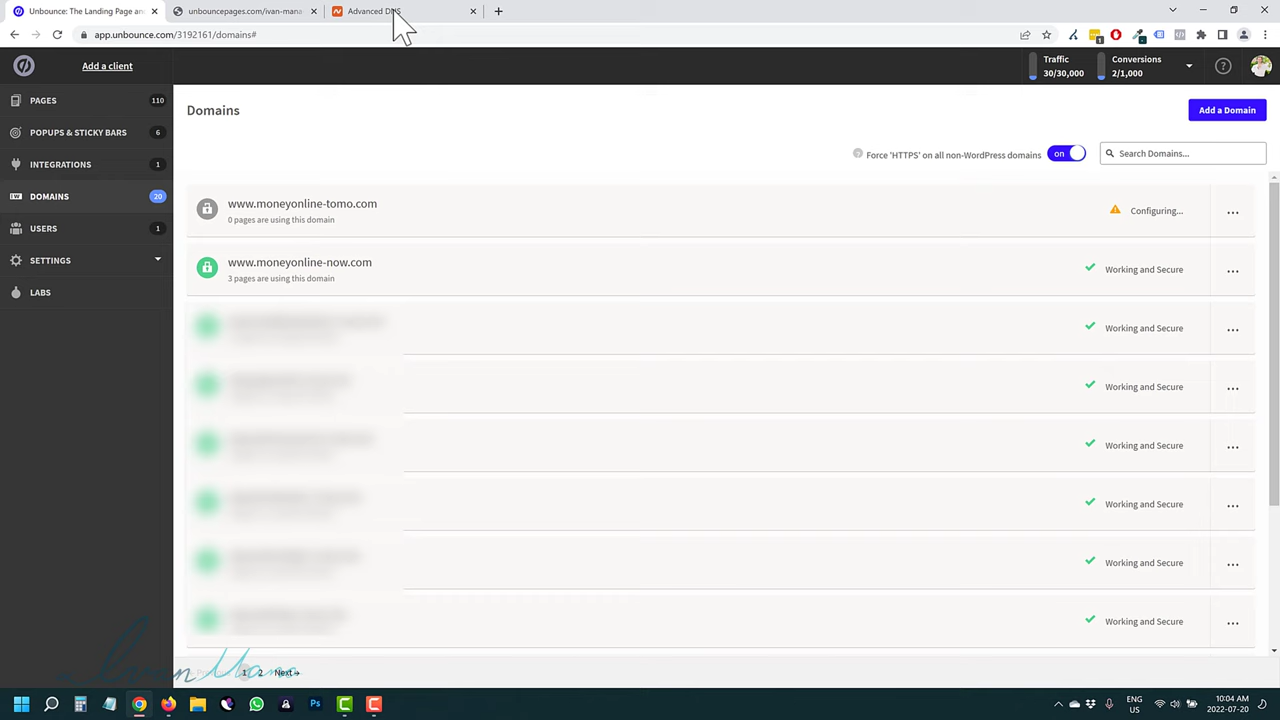 Unbounce: The Landing Page an
unbouncepages.com/ivan-mana
Advanced DNS
app.unbounce.com/3192161/domains#
1
Add a client
Traffic
30/30,000
Conversions
2/1,000
PAGES 110
POPUPS & STICKY BARS 6
INTEGRATIONS 1
DOMAINS 20
USERS 1
SETTINGS
LABS
Domains
Add a Domain
Force 'HTTPS' on all non-WordPress domains on
Search Domains...
www.moneyonline-tomo.com
0 pages are using this domain
Configuring...
www.moneyonline-now.com
3 pages are using this domain
Working and Secure
Working and Secure
Working and Secure
Working and Secure
Working and Secure
Working and Secure
Working and Secure
Ivan Mana
1 2 Next
ENG
US
10:04 AM
2022-07-20